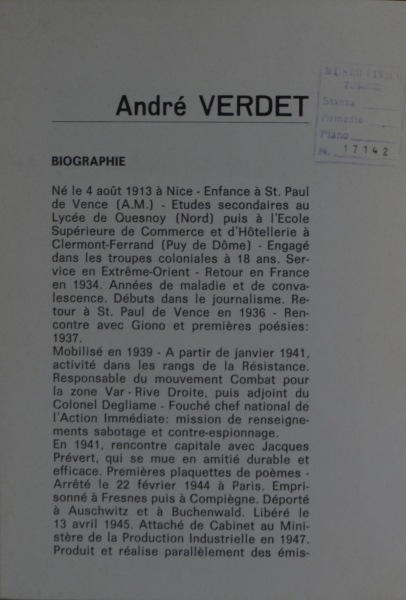 André VERDET
MUSEO CIVICO
Stanza
Armadio
Piano
N. 17142
BIOGRAPHIE
Né le 4 août 1913 à Nice - Enfance à St. Paul
de Vence (A.M.) - Etudes secondaires au
Lycée de Quesnoy (Nord) puis à l'Ecole
Supérieure de Commerce et d'Hôtellerie à
Clermont-Ferrand (Puy de Dôme) - Engagé
dans les troupes coloniales à 18 ans. Ser-
vice en Extrême-Orient - Retour en France
en 1934. Années de maladie et de conva-
lescence. Débuts dans le journalisme. Re-
tour à St. Paul de Vence en 1936 - Ren-
contre avec Giono et premières poésies:
1937.
Mobilisé en 1939 - A partir de janvier 1941,
activité dans les rangs de la Résistance.
Responsable du mouvement Combat pour
la zone Var - Rive Droite, puis adjoint du
Colonel Degliame - Fouché chef national de
l'Action Immédiate: mission de renseigne-
ments sabotage et contre-espionnage.
En 1941, rencontre capitale avec Jacques
Prévert, qui se mue en amitié durable et
efficace. Premières plaquettes de poèmes -
Arrêté le 22 février 1944 à Paris. Empri-
sonné à Fresnes puis à Compiègne. Déporté
à Auschwitz et à Buchenwald. Libéré le
13 avril 1945. Attaché de Cabinet au Mini-
stère de la Production Industrielle en 1947.
Produit et réalise parallèlement des émis-